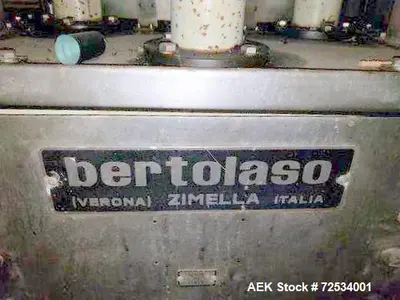 bertolaso
(VERONA) ZIMELLA ITALIA
AEK Stock # 72534001